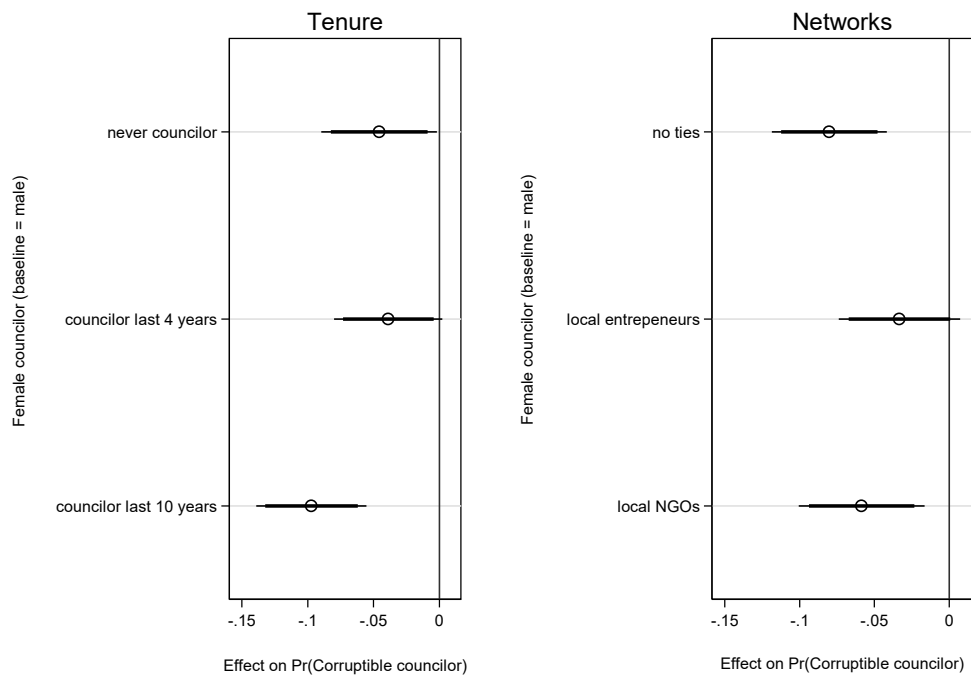 Tenure
Female councilor (baseline = male)
never councilor
councilor last 4 years
councilor last 10 years
-.15 -.1 -.05 0
Effect on Pr(Corruptible councilor)
Networks
Female councilor (baseline = male)
no ties
local entrepeneurs
local NGOs
-.15 -.1 -.05 0
Effect on Pr(Corruptible councilor)